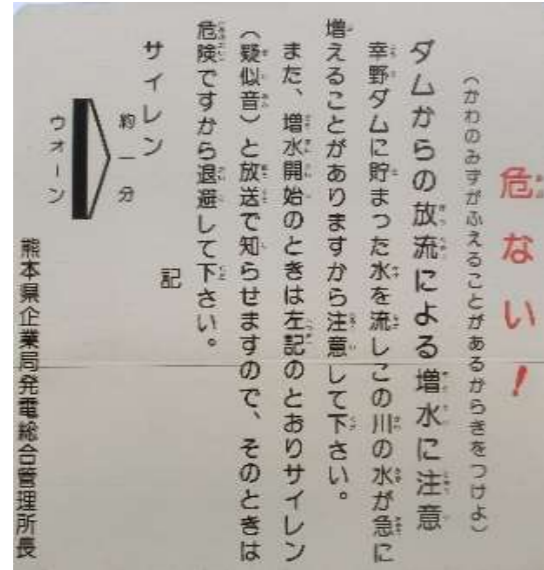 危ない！
（かわのみずがふえることがあるからきをつけよ）
ダムからの放流による増水に注意
幸野ダムに貯まった水を流しこの川の水が急に
増えることがありますから注意して下さい。
また、増水開始のときは左記のとおりサイレン
（疑似音）と放送で知らせますので、そのときは
危険ですから退避して下さい。
記
サイレン
約一分
ウオーン
熊本県企業局発電総合管理所長